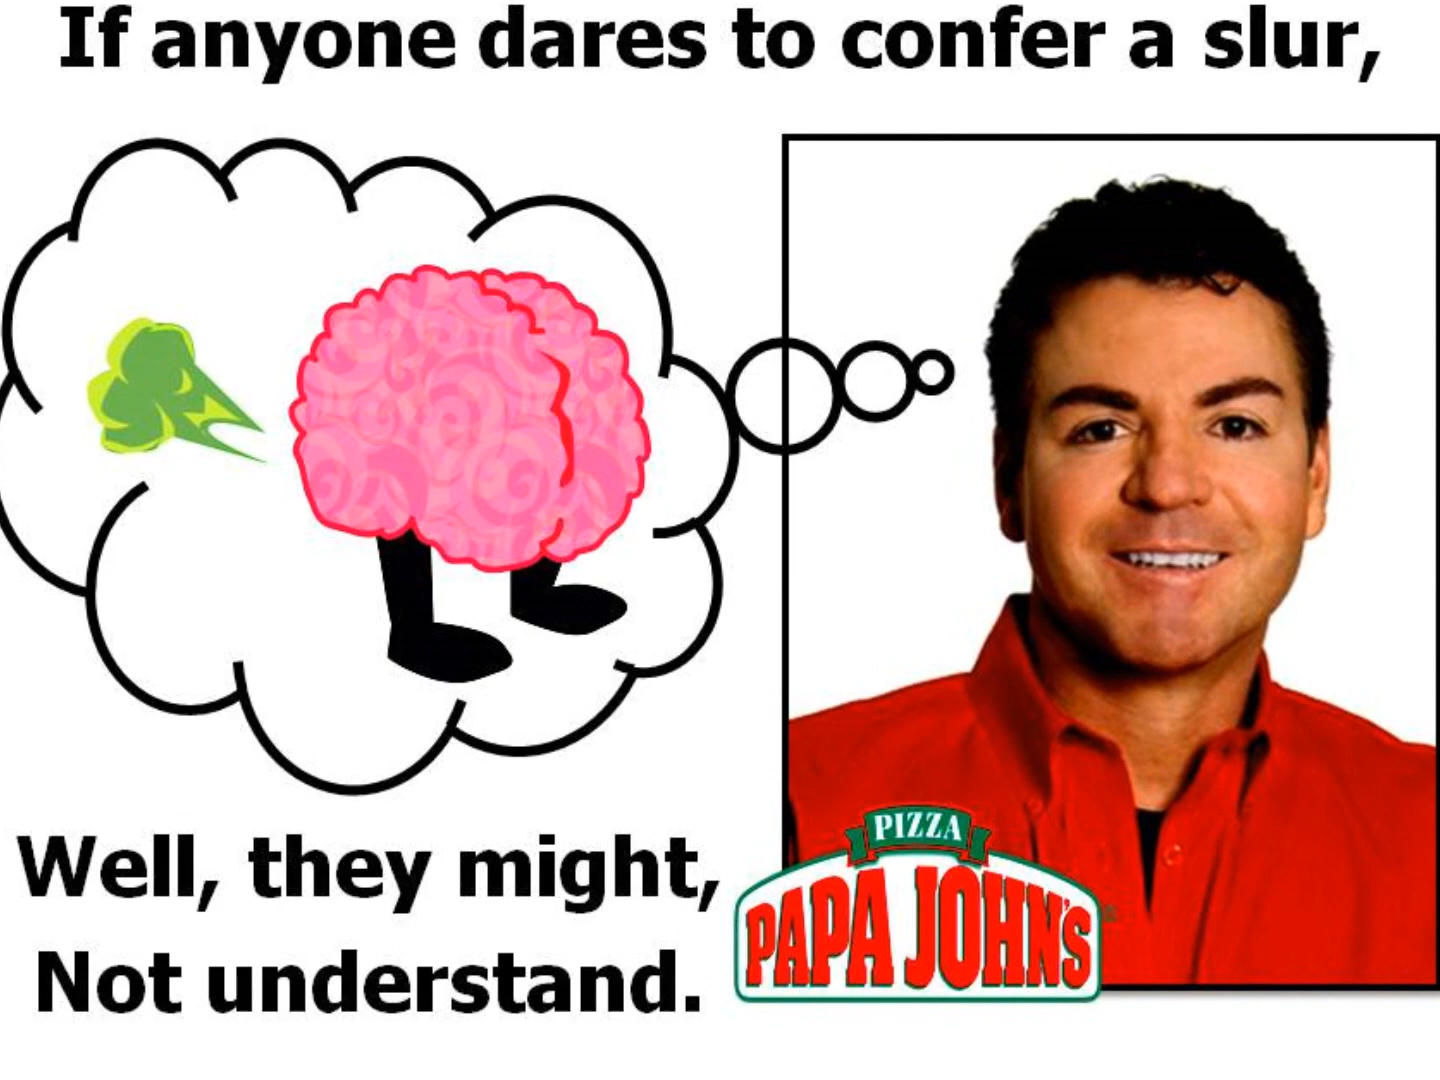 If anyone dares to confer a slur,
Well, they might,
Not understand.
PIZZA
PAPA JOHN'S